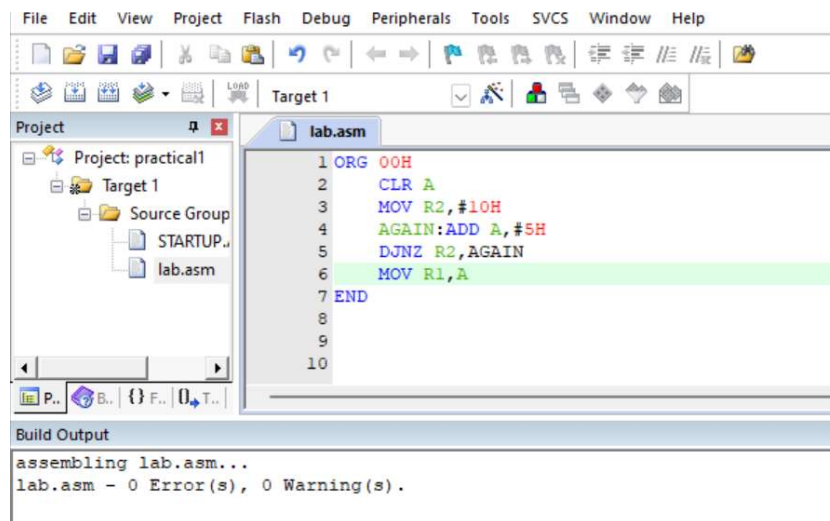 File Edit View Project Flash Debug Peripherals Tools SVCS Window Help
LOAD Target 1
Project
lab.asm
Project: practical1
Target 1
Source Group
STARTUP.
lab.asm
1 ORG 00H
2 CLR A
3 MOV R2,#10H
4 AGAIN:ADD A,#5H
5 DJNZ R2,AGAIN
6 MOV R1,A
7 END
8
9
10
P.. B.. {} F.. 0. T..
Build Output
assembling lab.asm...
lab.asm - 0 Error(s), 0 Warning(s).